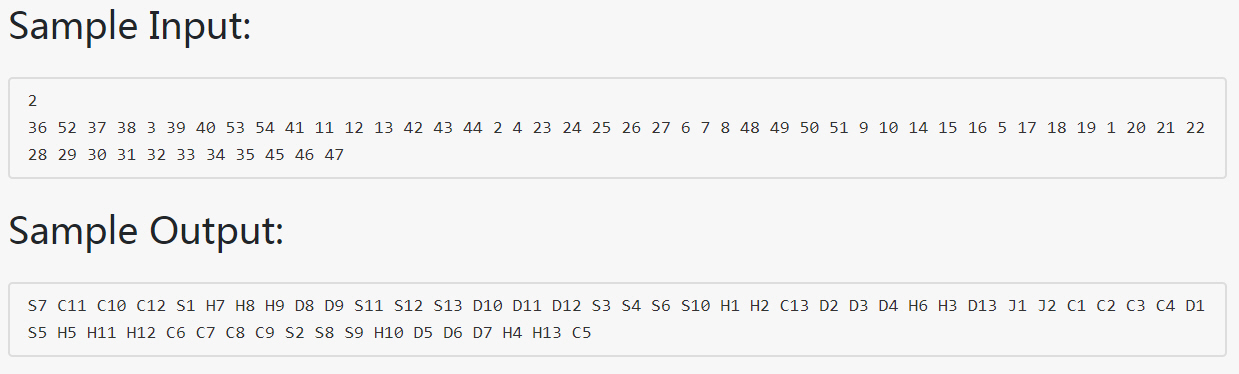 Sample Input:
2
36 52 37 38 3 39 40 53 54 41 11 12 13 42 43 44 2 4 23 24 25 26 27 6 7 8 48 49 50 51 9 10 14 15 16 5 17 18 19 1 20 21 22
28 29 30 31 32 33 34 35 45 46 47
Sample Output:
S7 C11 C10 C12 S1 H7 H8 H9 D8 D9 S11 S12 S13 D10 D11 D12 S3 S4 S6 S10 H1 H2 C13 D2 D3 D4 H6 H3 D13 J1 J2 C1 C2 C3 C4 D1
S5 H5 H11 H12 C6 C7 C8 C9 S2 S8 S9 H10 D5 D6 D7 H4 H13 C5